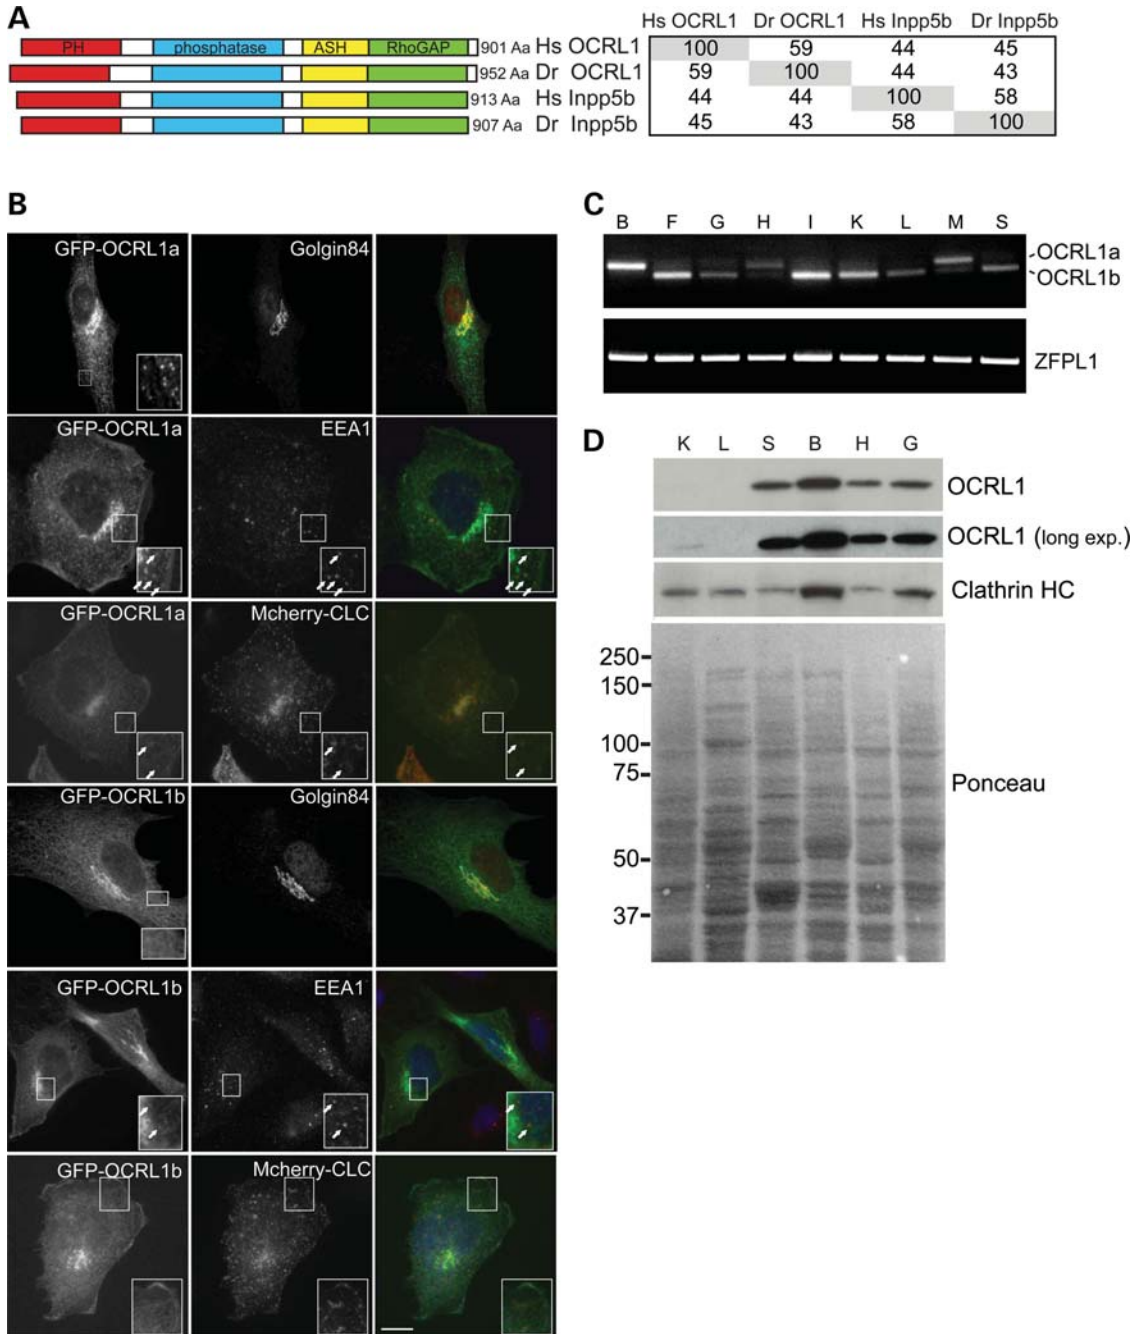 A
Hs OCRL1 Dr OCRL1 Hs Inpp5b Dr Inpp5b
PH phosphatase ASH RhoGAP 901 Aa Hs OCRL1 100 59 44 45
952 Aa Dr OCRL1 59 100 44 43
913 Aa Hs Inpp5b 44 44 100 58
907 Aa Dr Inpp5b 45 43 58 100
B
GFP-OCRL1a Golgin84
GFP-OCRL1a EEA1
GFP-OCRL1a Mcherry-CLC
GFP-OCRL1b Golgin84
GFP-OCRL1b EEA1
GFP-OCRL1b Mcherry-CLC
C
B F G H I K L M S
OCRL1a
OCRL1b
ZFPL1
D
K L S B H G
OCRL1
OCRL1 (long exp.)
Clathrin HC
250
150
100
75
50
37
Ponceau